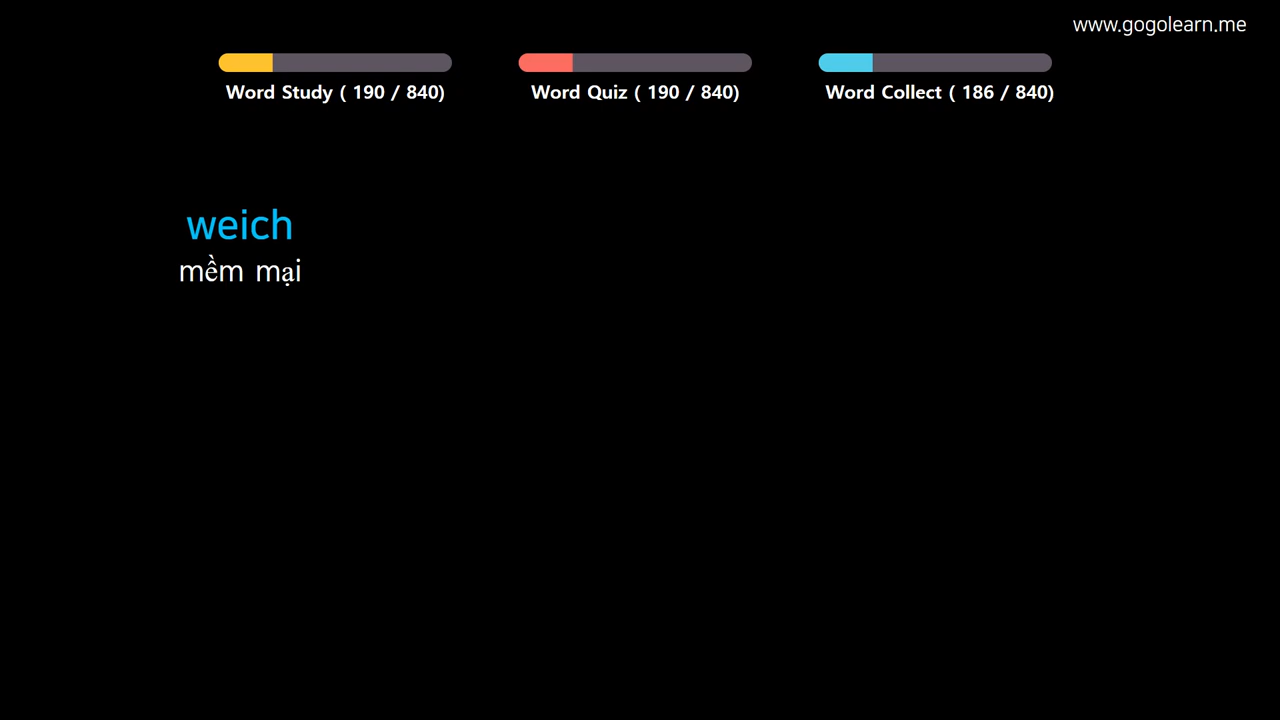 www.gogolearn.me
Word Study ( 190 / 840)
Word Quiz ( 190 / 840)
Word Collect ( 186 / 840)
weich
mềm mại